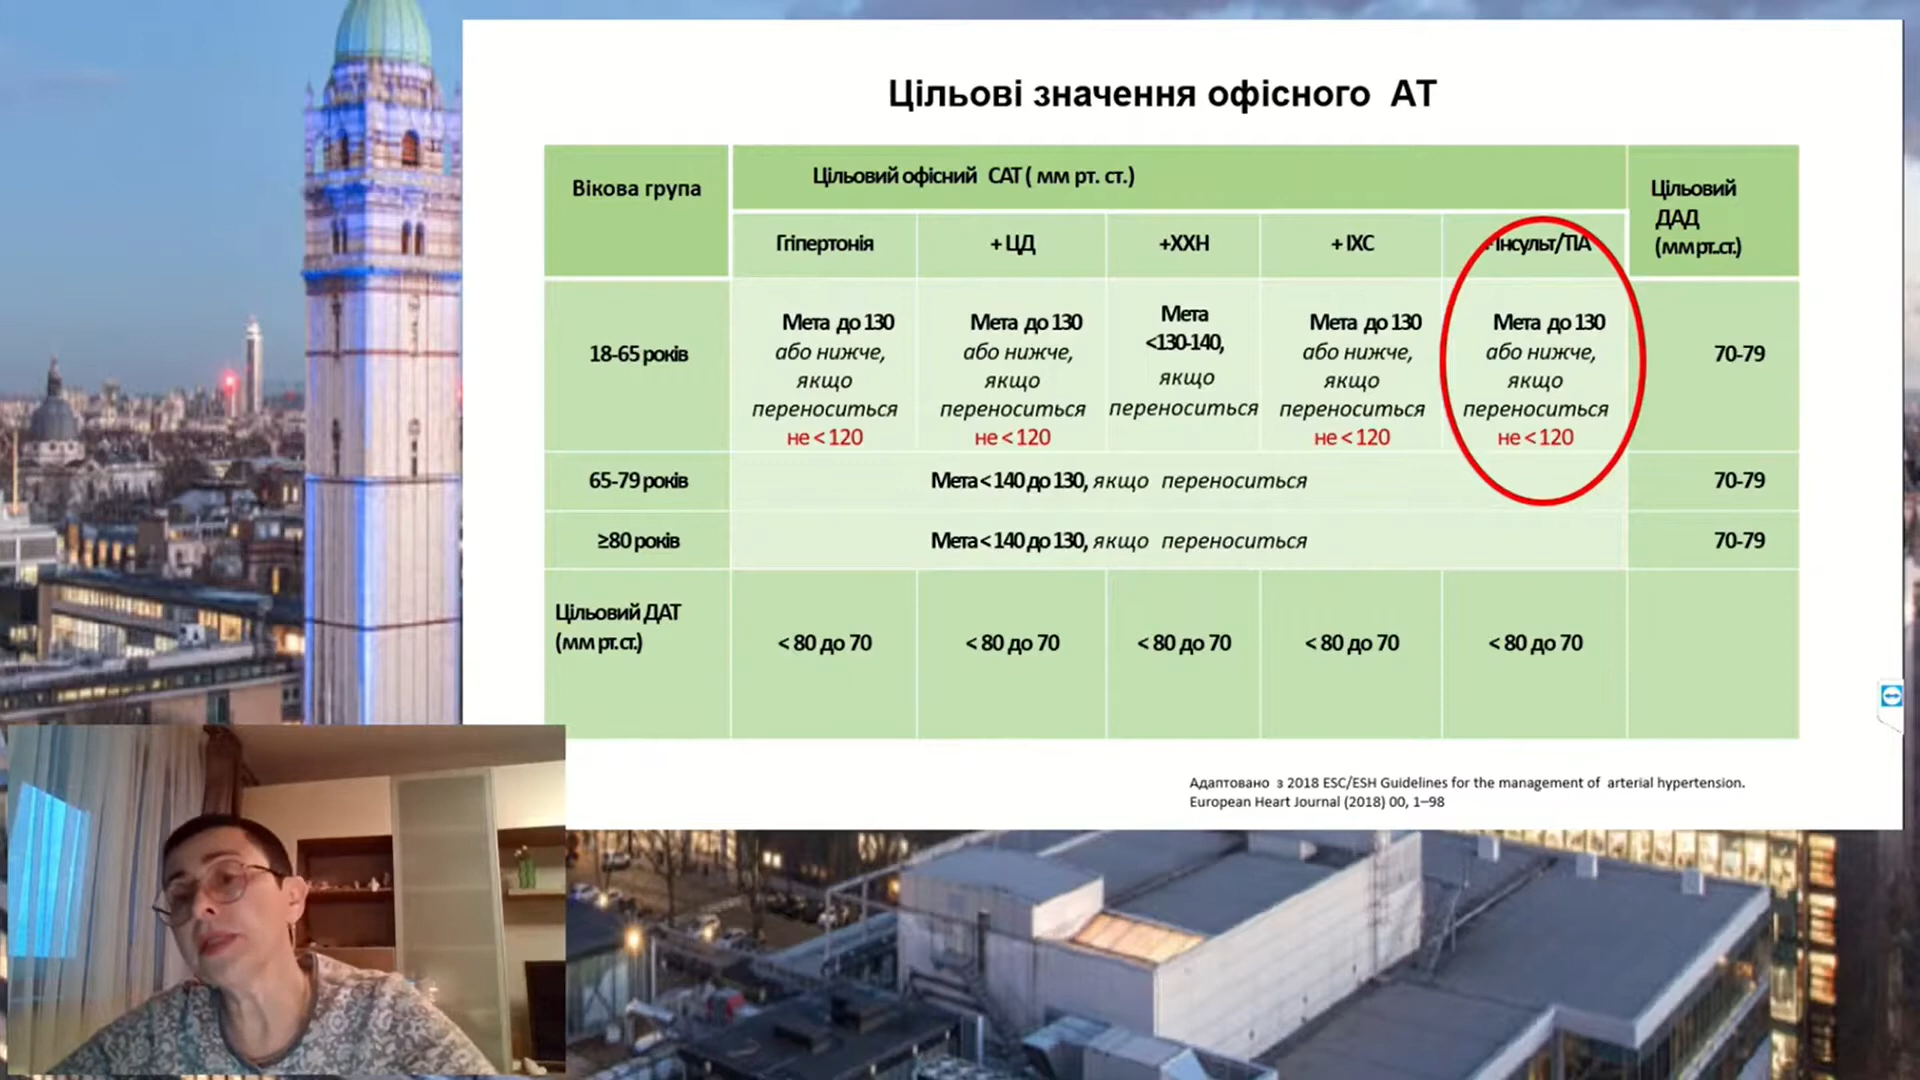 Цільові значення офісного АТ
Вікова група
Цільовий офісний САТ ( мм рт. ст.)
Цільовий
ДАД
(мм рт.ст.)
Ггіпертонія
+ ЦД
+ХХН
+ ІХС
+ Інсульт/ТІА
18-65 років
Мета до 130
або нижче,
якщо
переноситься
не < 120
Мета до 130
або нижче,
якщо
переноситься
не < 120
Мета
<130-140,
якщо
переноситься
Мета до 130
або нижче,
якщо
переноситься
не < 120
Мета до 130
або нижче,
якщо
переноситься
не < 120
70-79
65-79 років
Мета < 140 до 130, якщо переноситься
70-79
≥80 років
Мета < 140 до 130, якщо переноситься
70-79
Цільовий ДАТ
(мм рт.ст.)
< 80 до 70
< 80 до 70
< 80 до 70
< 80 до 70
< 80 до 70
Адаптовано з 2018 ESC/ESH Guidelines for the management of arterial hypertension.
European Heart Journal (2018) 00, 1–98